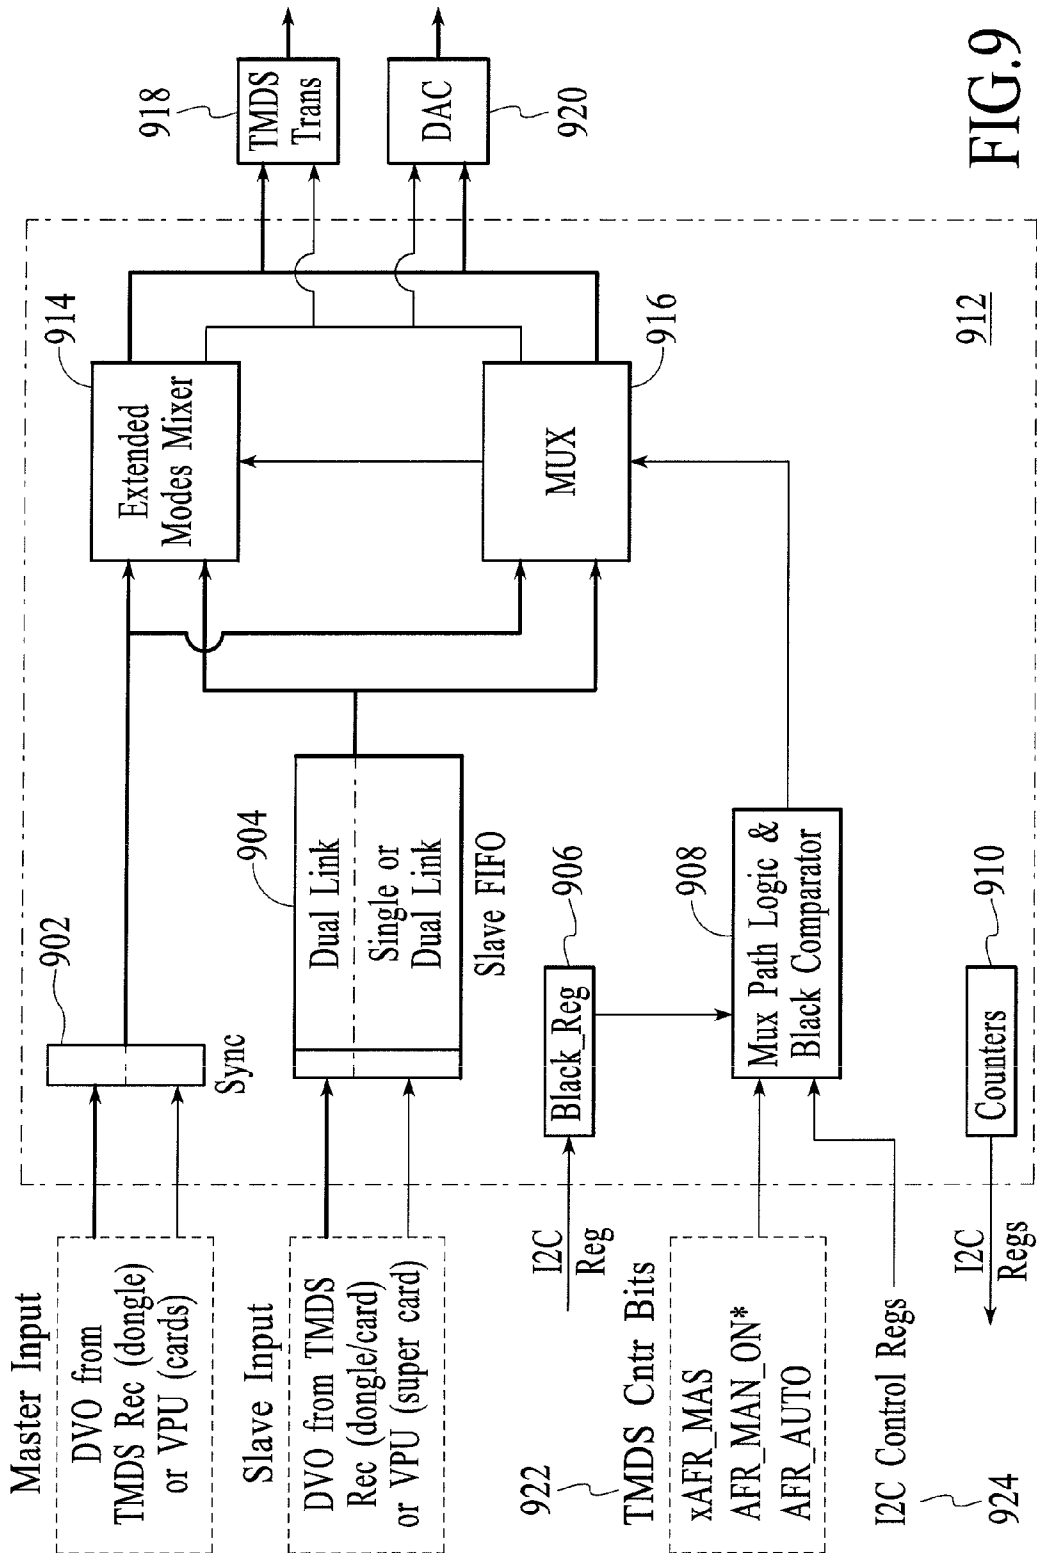 Master Input
DVO from
TMDS Rec (dongle)
or VPU (cards)
Slave Input
DVO from TMDS
Rec (dongle/card)
or VPU (super card)
922
TMDS Cntr Bits
xAFR_MAS
AFR_MAN_ON*
AFR_AUTO
I2C Control Regs
924
I2C
Reg
I2C
Regs
902
Sync
904
Dual Link
Single or
Dual Link
Slave FIFO
906
Black_Reg
908
Mux Path Logic &
Black Comparator
910
Counters
914
Extended
Modes Mixer
MUX
916
912
918
TMDS
Trans
DAC
920
FIG.9